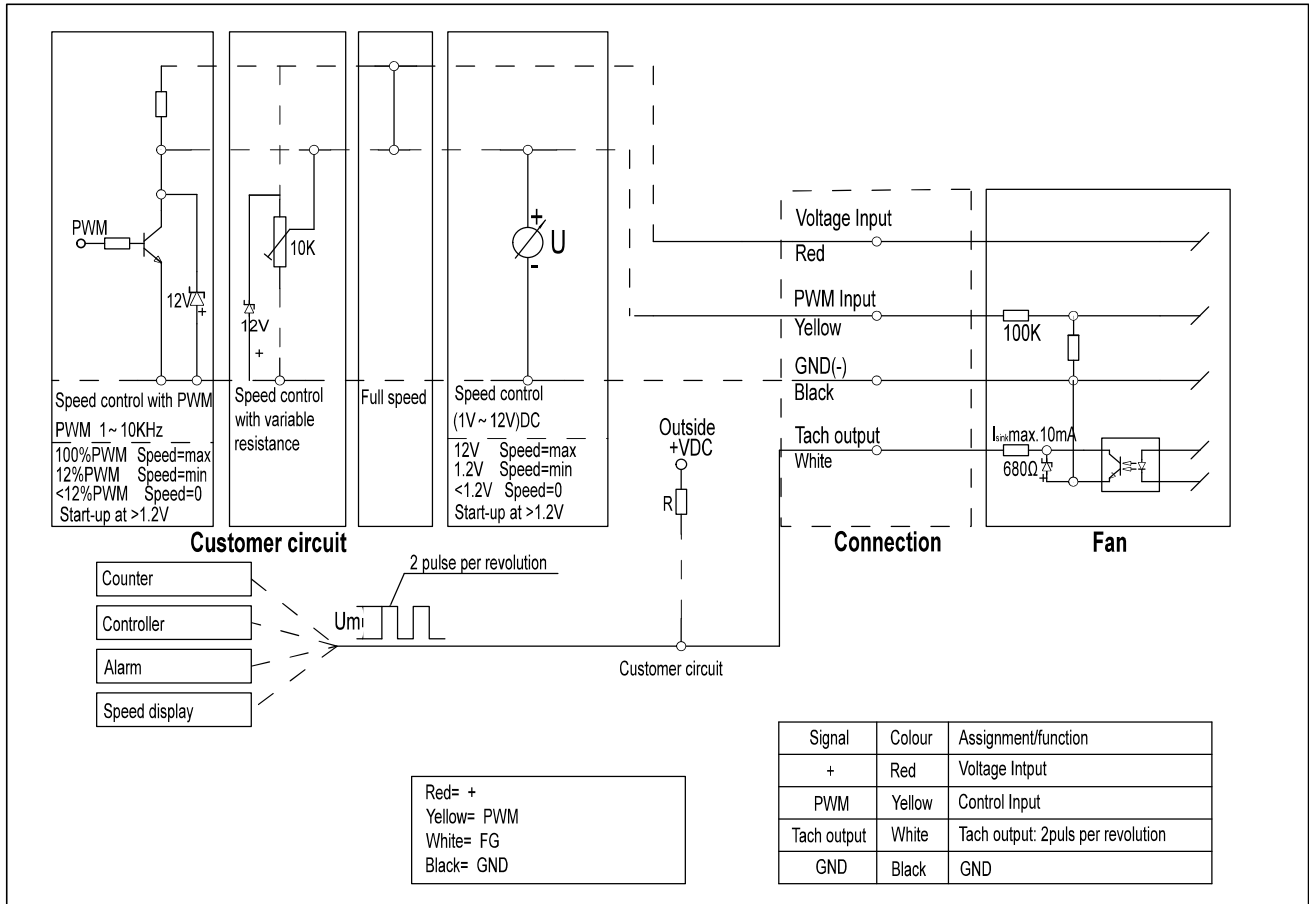 PWM
12V
+
Speed control with PWM
PWM 1~10KHz
100%PWM Speed=max
12%PWM Speed=min
<12%PWM Speed=0
Start-up at >1.2V
10K
12V
+
Speed control
with variable
resistance
Full speed
+
U
-
Speed control
(1V~12V)DC
12V Speed=max
1.2V Speed=min
<1.2V Speed=0
Start-up at >1.2V
Customer circuit
Voltage Input
Red
PWM Input
Yellow
GND(-)
Black
Tach output
White
Connection
100K
Isinkmax.10mA
680Ω
+
Fan
Outside
+VDC
R
Counter
Controller
Alarm
Speed display
2 pulse per revolution
Um
Customer circuit
Red= +
Yellow= PWM
White= FG
Black= GND
Signal Colour Assignment/function
+ Red Voltage Intput
PWM Yellow Control Input
Tach output White Tach output: 2puls per revolution
GND Black GND